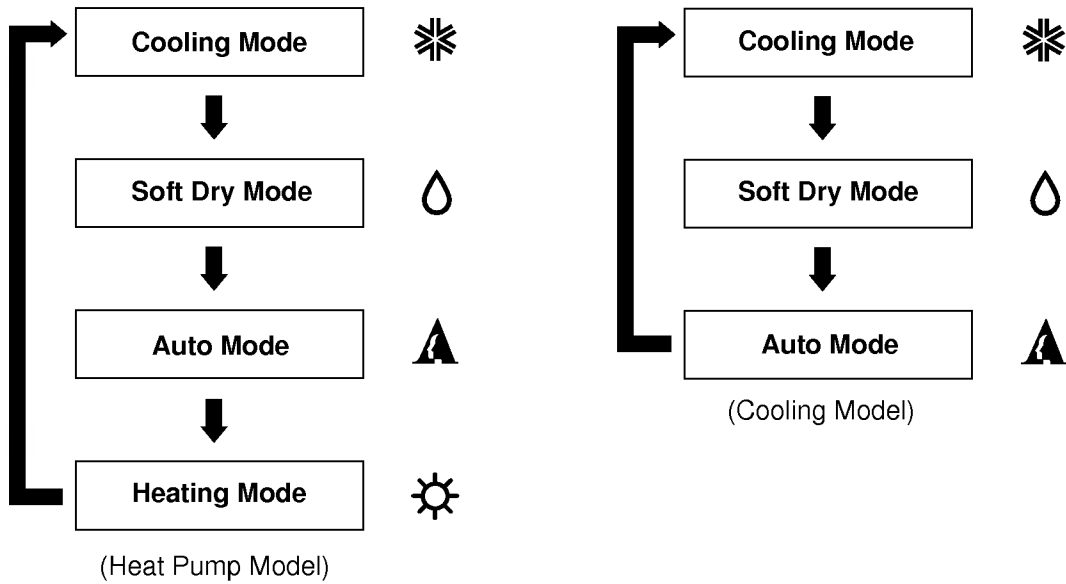 Cooling Mode
Soft Dry Mode
Auto Mode
Heating Mode
(Heat Pump Model)
Cooling Mode
Soft Dry Mode
Auto Mode
(Cooling Model)